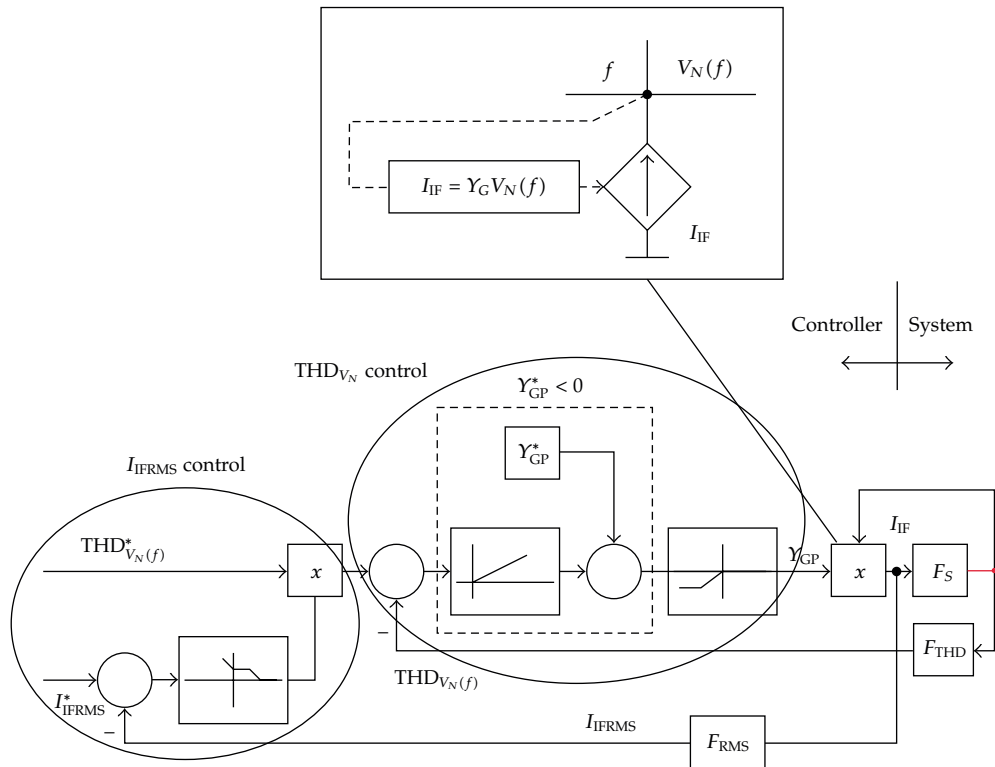 f V_N(f)
I_IF = Y_G V_N(f)
I_IF
Controller System
THD_{V_N} control
Y*_GP < 0
Y*_GP
I_IFRMS control
THD*_{V_N(f)}
x
Y_GP
x
I_IF
F_S
−
F_THD
THD_{V_N(f)}
I*_IFRMS
−
I_IFRMS
F_RMS